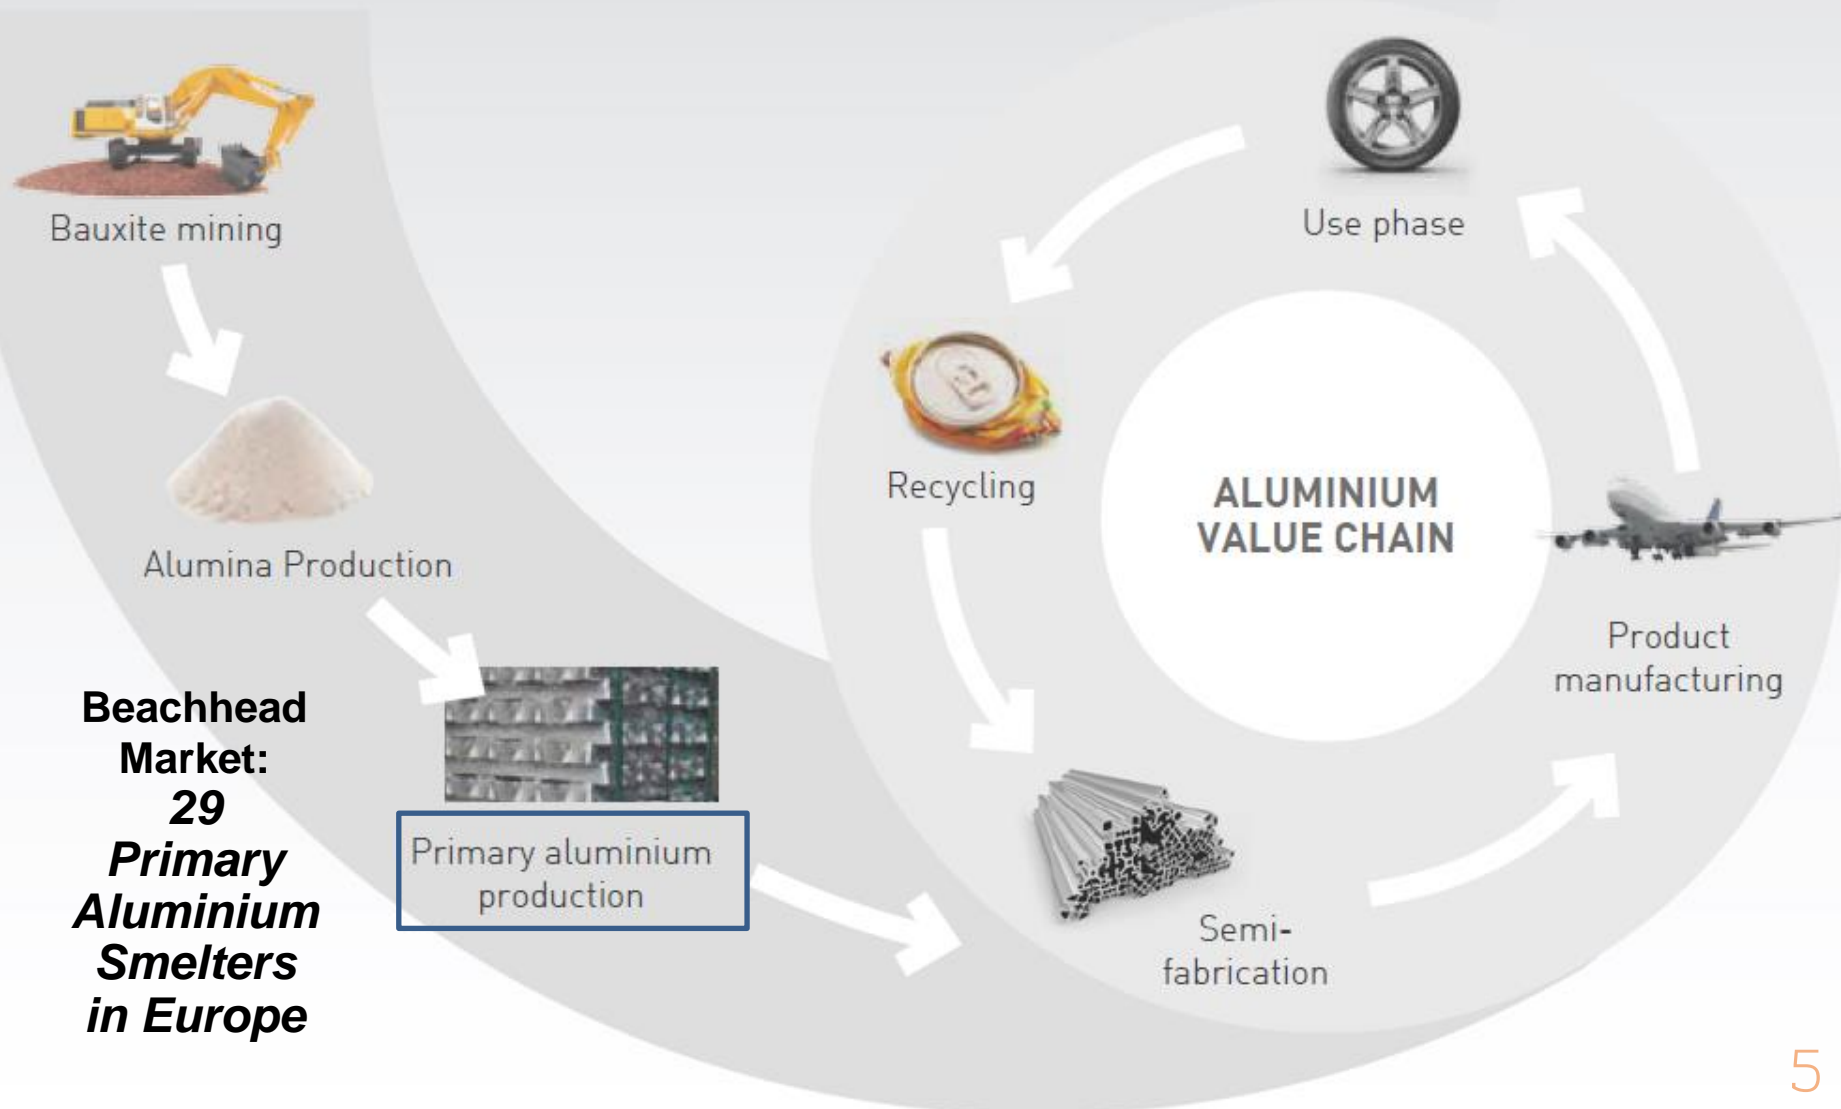 Bauxite mining
Alumina Production
Beachhead
Market:
29
Primary
Aluminium
Smelters
in Europe
Primary aluminium
production
Semi-
fabrication
Product
manufacturing
Use phase
Recycling
ALUMINIUM
VALUE CHAIN
5